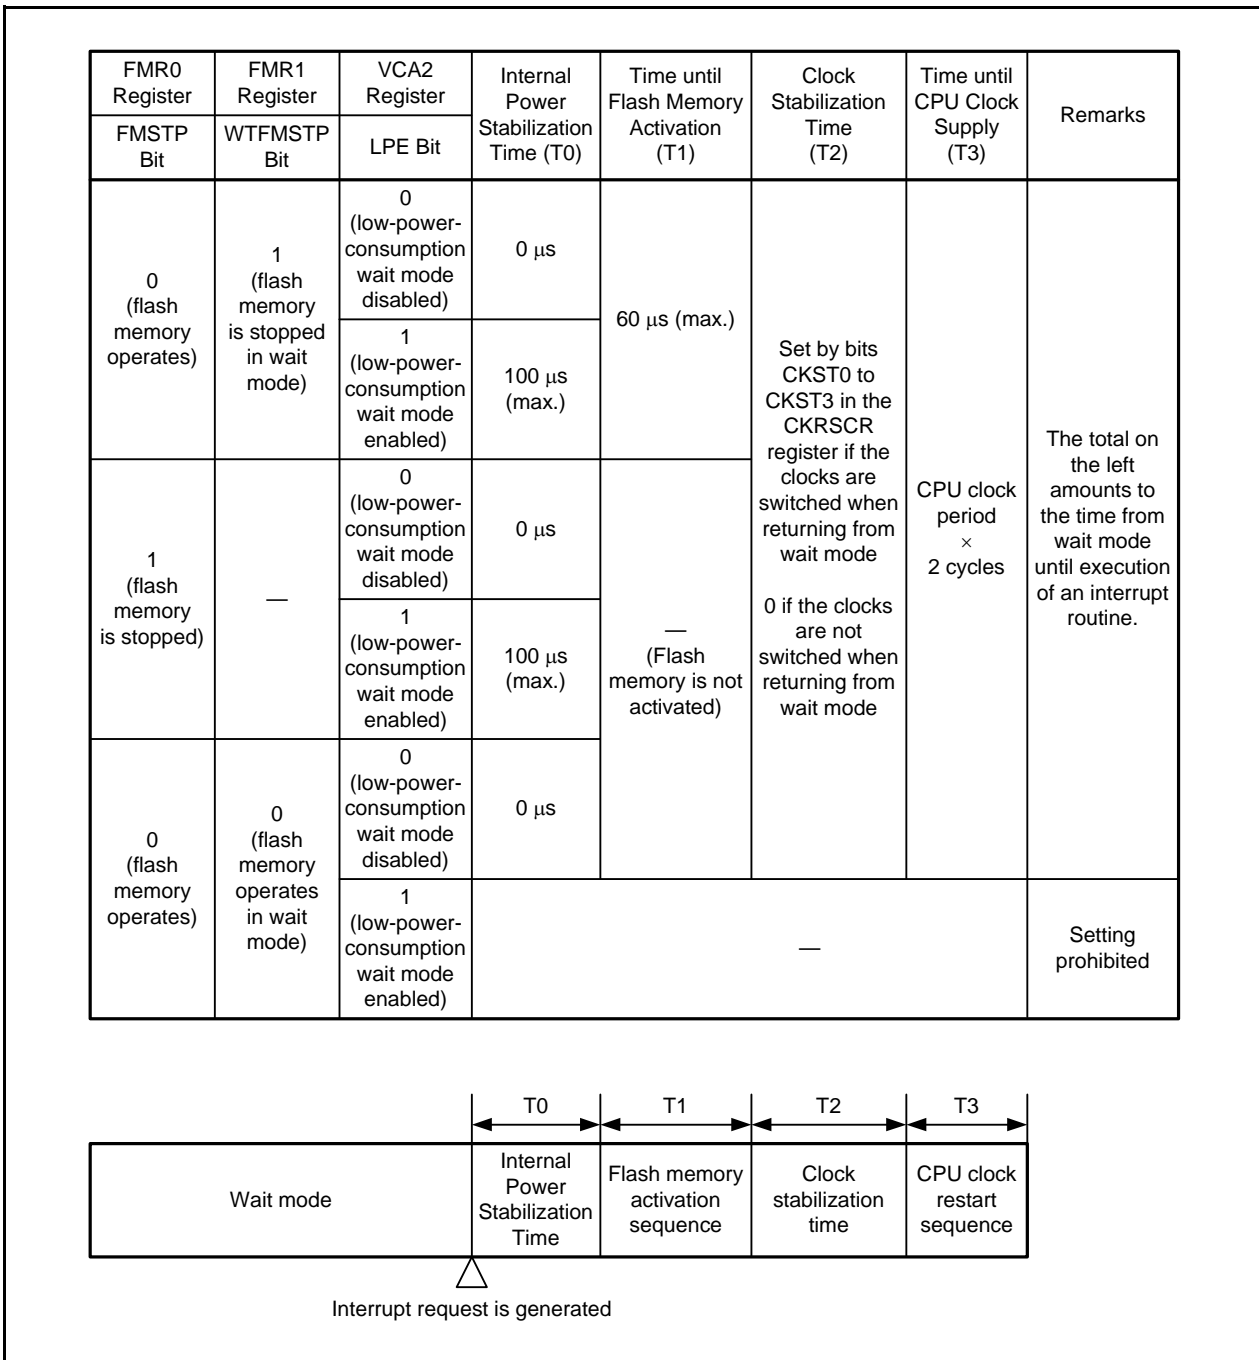 FMR0
Register
FMR1
Register
VCA2
Register
Internal
Power
Stabilization
Time (T0)
Time until
Flash Memory
Activation
(T1)
Clock
Stabilization
Time
(T2)
Time until
CPU Clock
Supply
(T3)
Remarks
FMSTP
Bit
WTFMSTP
Bit
LPE Bit
0
(flash
memory
operates)
1
(flash
memory
is stopped
in wait
mode)
0
(low-power-
consumption
wait mode
disabled)
0 μs
60 μs (max.)
Set by bits
CKST0 to
CKST3 in the
CKRSCR
register if the
clocks are
switched when
returning from
wait mode
0 if the clocks
are not
switched when
returning from
wait mode
CPU clock
period
×
2 cycles
The total on
the left
amounts to
the time from
wait mode
until execution
of an interrupt
routine.
1
(low-power-
consumption
wait mode
enabled)
100 μs
(max.)
1
(flash
memory
is stopped)
—
0
(low-power-
consumption
wait mode
disabled)
0 μs
—
(Flash
memory is not
activated)
1
(low-power-
consumption
wait mode
enabled)
100 μs
(max.)
0
(flash
memory
operates)
0
(flash
memory
operates
in wait
mode)
0
(low-power-
consumption
wait mode
disabled)
0 μs
1
(low-power-
consumption
wait mode
enabled)
—
Setting
prohibited
T0
T1
T2
T3
Wait mode
Internal
Power
Stabilization
Time
Flash memory
activation
sequence
Clock
stabilization
time
CPU clock
restart
sequence
Interrupt request is generated